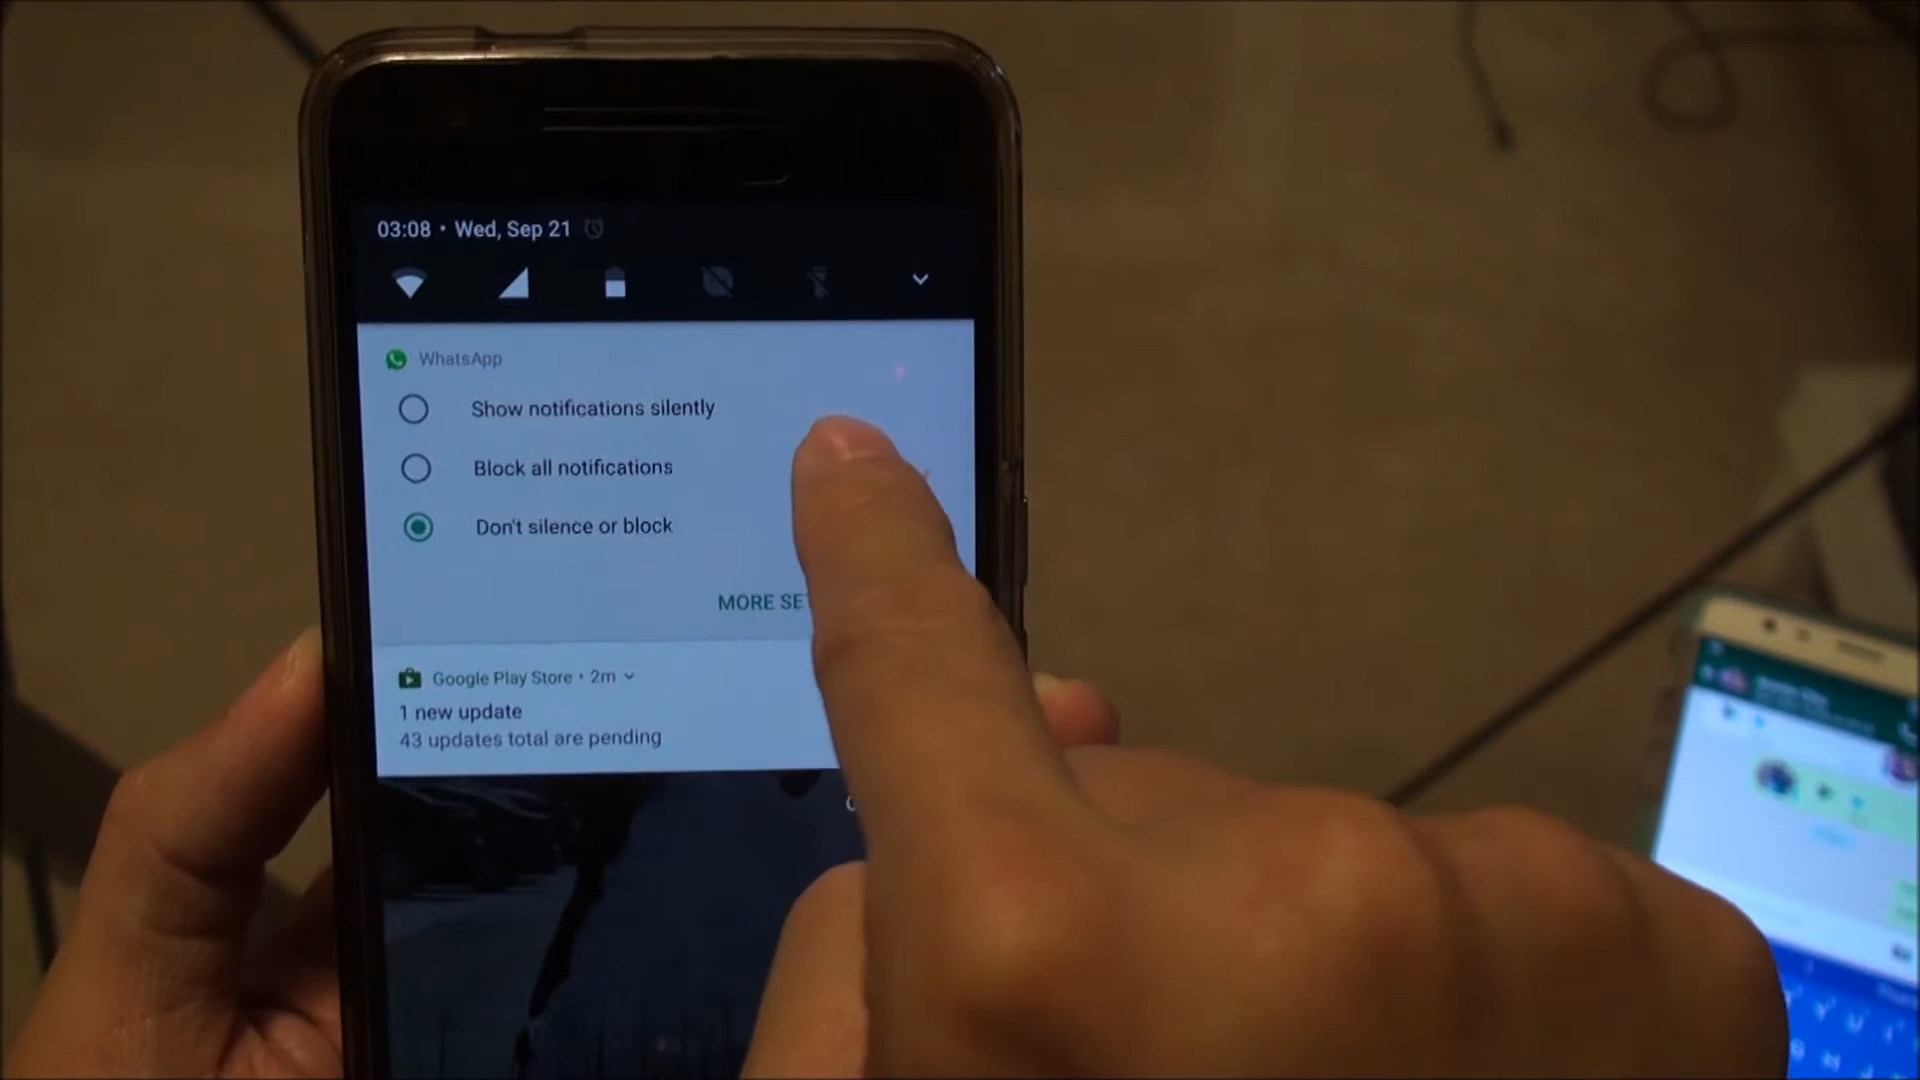 03:08 • Wed, Sep 21
WhatsApp
Show notifications silently
Block all notifications
Don't silence or block
MORE
Google Play Store • 2m
1 new update
43 updates total are pending